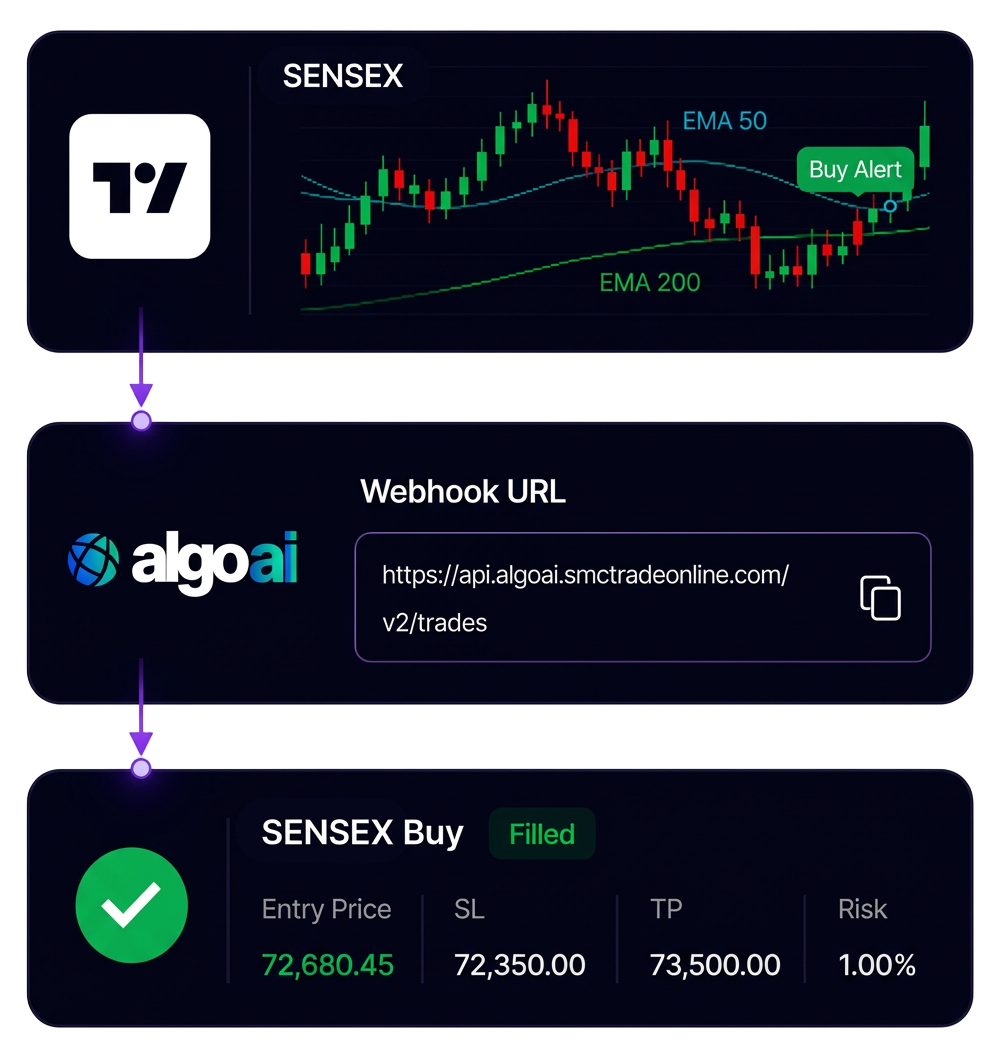 SENSEX
EMA 50
Buy Alert
EMA 200
Webhook URL
algoai
https://api.algoai.smctradeonline.com/
v2/trades
SENSEX Buy
Filled
Entry Price
SL
TP
Risk
72,680.45
72,350.00
73,500.00
1.00%